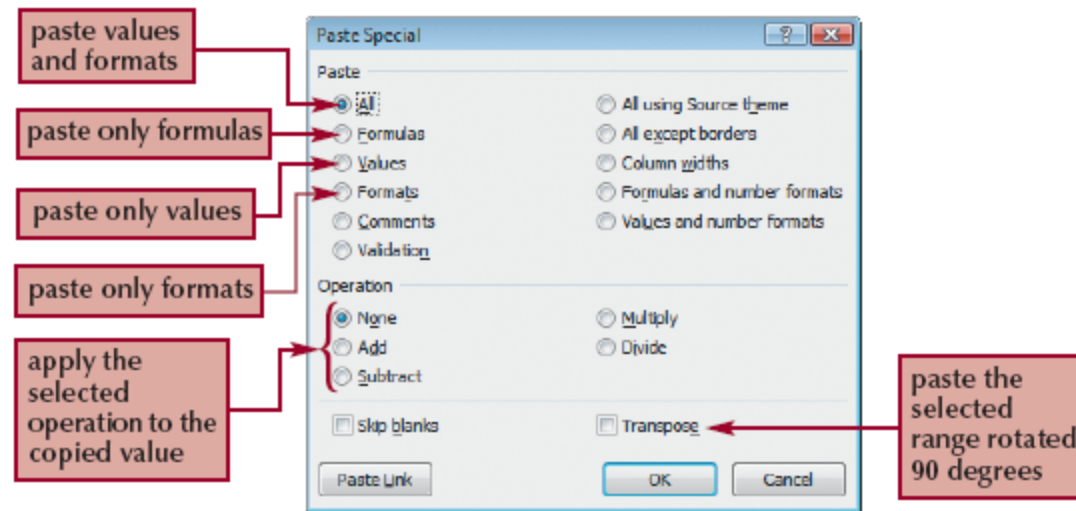 paste values
and formats
paste only formulas
paste only values
paste only formats
apply the
selected
operation to the
copied value
Paste Special
Paste
All
Formulas
Values
Formats
Comments
Validation
All using Source theme
All except borders
Column widths
Formulas and number formats
Values and number formats
Operation
None
Add
Subtract
Multiply
Divide
Skip blanks
Transpose
Paste Link
OK
Cancel
paste the
selected
range rotated
90 degrees